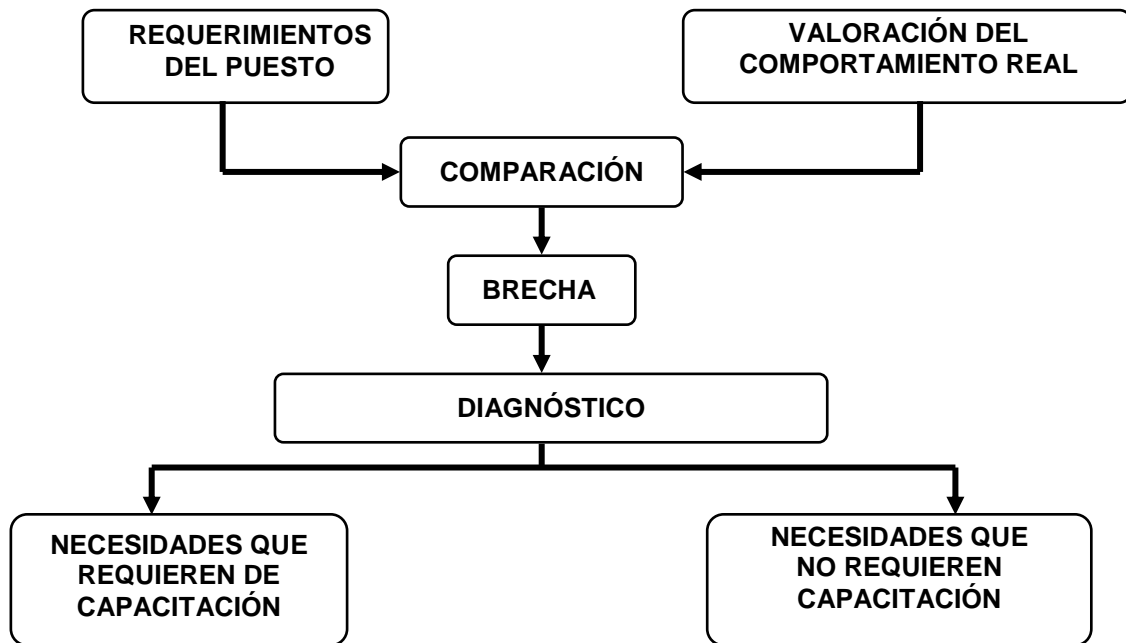 REQUERIMIENTOS
DEL PUESTO
VALORACIÓN DEL
COMPORTAMIENTO REAL
COMPARACIÓN
BRECHA
DIAGNÓSTICO
NECESIDADES QUE
REQUIEREN DE
CAPACITACIÓN
NECESIDADES QUE
NO REQUIEREN
CAPACITACIÓN